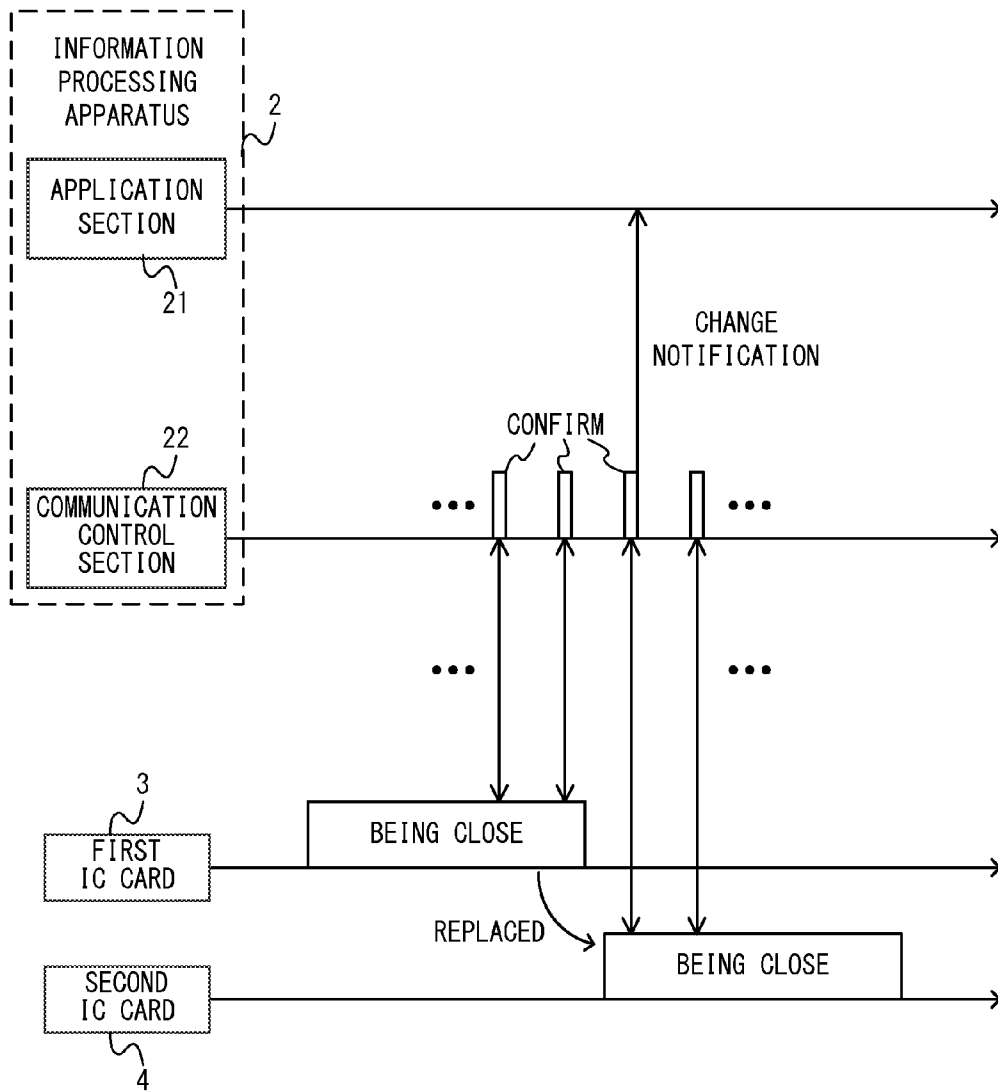 INFORMATION
PROCESSING
APPARATUS
2
APPLICATION
SECTION
21
CHANGE
NOTIFICATION
CONFIRM
22
COMMUNICATION
CONTROL
SECTION
3
BEING CLOSE
FIRST
IC CARD
REPLACED
BEING CLOSE
SECOND
IC CARD
4